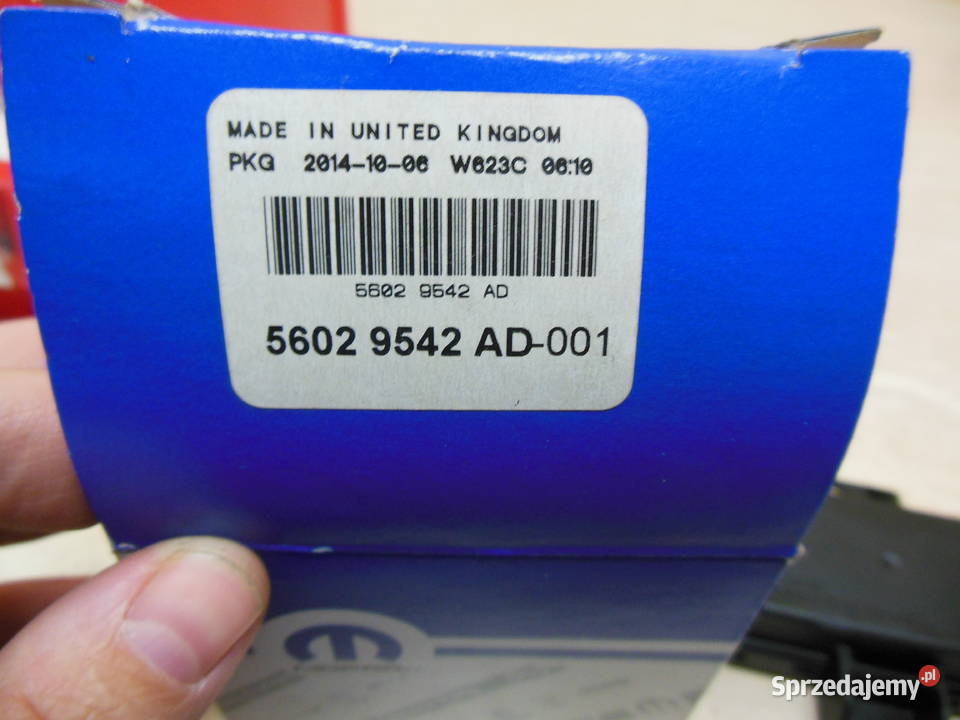 MADE IN UNITED KINGDOM
PKG 2014-10-06 W623C 06:10
5602 9542 AD
5602 9542 AD-001
Sprzedajemy.pl